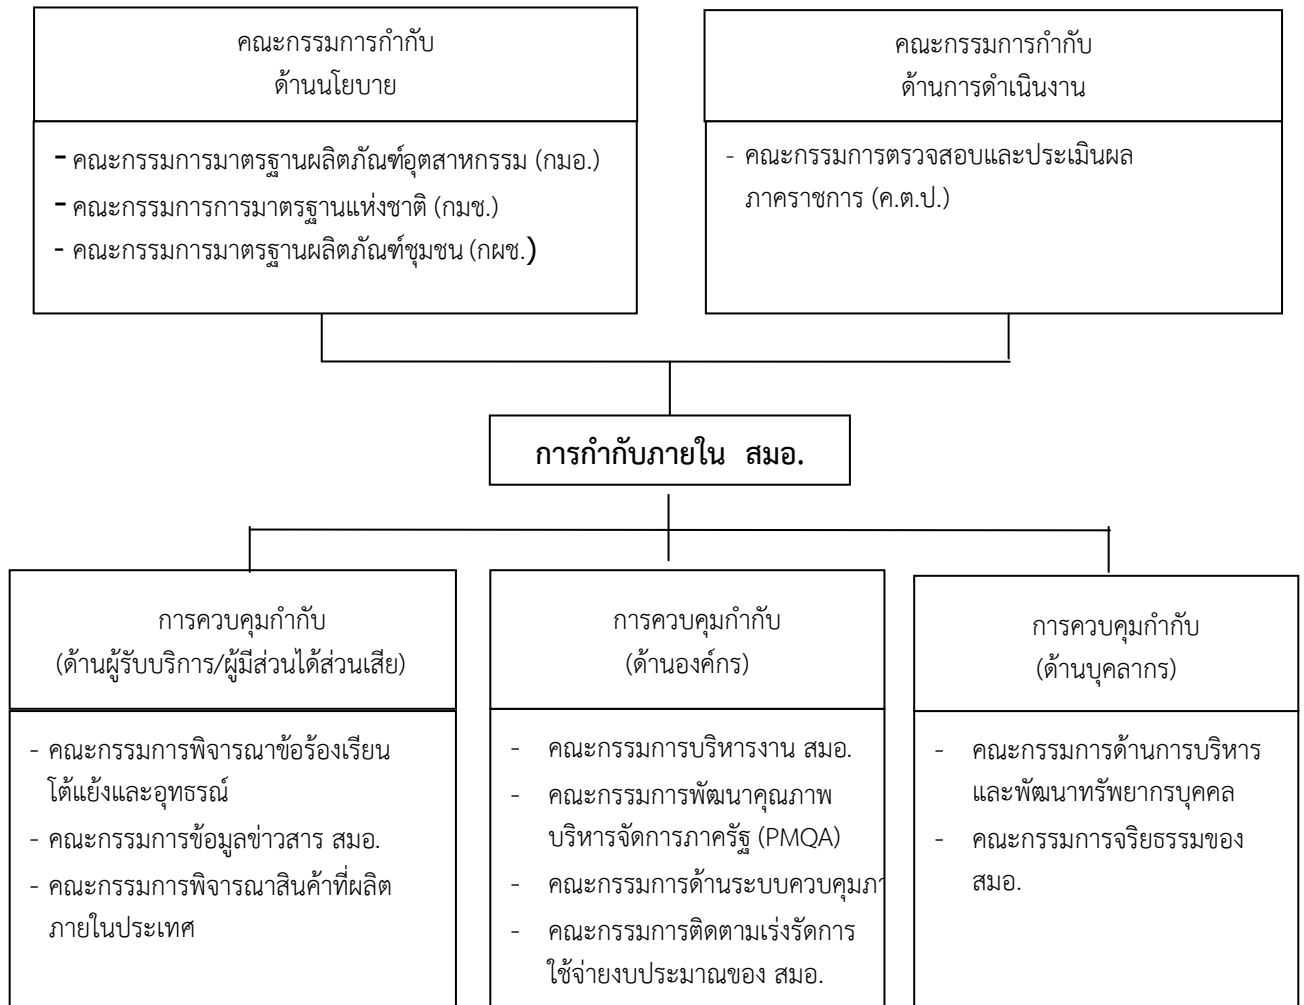 คณะกรรมการกำกับ
ด้านนโยบาย
- คณะกรรมการมาตรฐานผลิตภัณฑ์อุตสาหกรรม (กมอ.)
- คณะกรรมการการมาตรฐานแห่งชาติ (กมช.)
- คณะกรรมการมาตรฐานผลิตภัณฑ์ชุมชน (กผช.)
คณะกรรมการกำกับ
ด้านการดำเนินงาน
- คณะกรรมการตรวจสอบและประเมินผล
ภาคราชการ (ค.ต.ป.)
การกำกับภายใน สมอ.
การควบคุมกำกับ
(ด้านผู้รับบริการ/ผู้มีส่วนได้ส่วนเสีย)
- คณะกรรมการพิจารณาข้อร้องเรียน
โต้แย้งและอุทธรณ์
- คณะกรรมการข้อมูลข่าวสาร สมอ.
- คณะกรรมการพิจารณาสินค้าที่ผลิต
ภายในประเทศ
การควบคุมกำกับ
(ด้านองค์กร)
- คณะกรรมการบริหารงาน สมอ.
- คณะกรรมการพัฒนาคุณภาพ
บริหารจัดการภาครัฐ (PMQA)
- คณะกรรมการด้านระบบควบคุมภา
- คณะกรรมการติดตามเร่งรัดการ
ใช้จ่ายงบประมาณของ สมอ.
การควบคุมกำกับ
(ด้านบุคลากร)
- คณะกรรมการด้านการบริหาร
และพัฒนาทรัพยากรบุคคล
- คณะกรรมการจริยธรรมของ
สมอ.